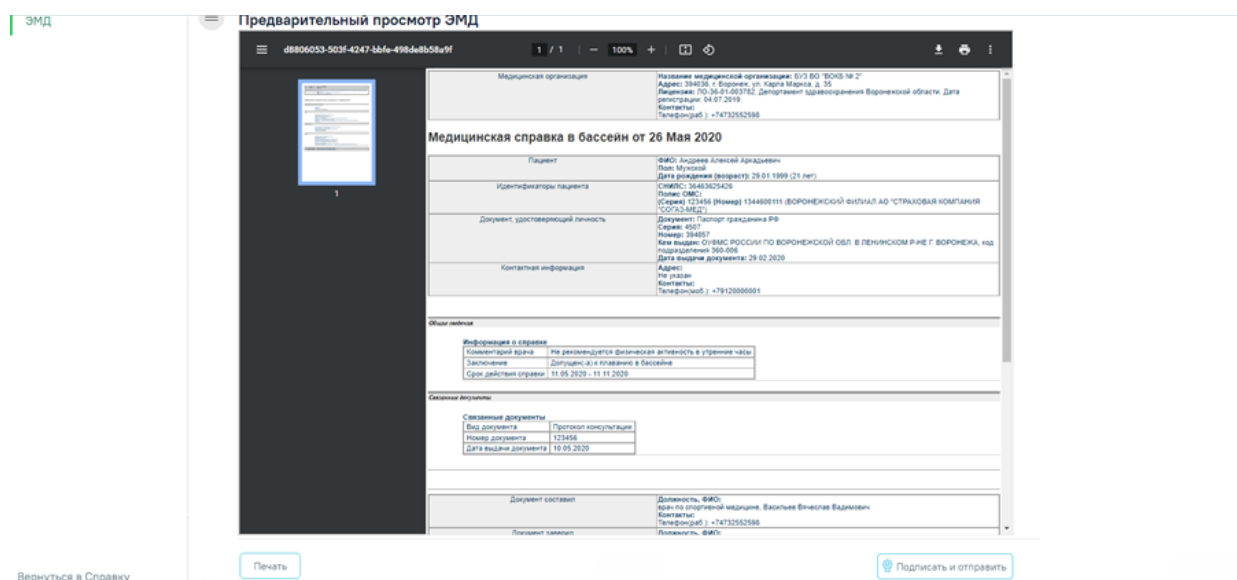 ЭМД
Предварительный просмотр ЭМД
d8806053-503f-4247-bbfe-498de8b58a9f
1 / 1
100%
1
Медицинская организация
Название медицинской организации: БУЗ ВО "ВОКБ № 2"
Адрес: 394036, г. Воронеж, ул. Карла Маркса, д. 35
Лицензия: ЛО-36-01-003782. Департамент здравоохранения Воронежской области. Дата
регистрации: 04.07.2019.
Контакты:
Телефон(раб.): +74732552598
Медицинская справка в бассейн от 26 Мая 2020
Пациент
ФИО: Андреев Алексей Аркадьевич
Пол: Мужской
Дата рождения (возраст): 29.01.1999 (21 лет)
Идентификаторы пациента
СНИЛС: 36463625426
Полис ОМС:
(Серия) 123456 (Номер) 1344600111 (ВОРОНЕЖСКИЙ ФИЛИАЛ АО "СТРАХОВАЯ КОМПАНИЯ
"СОГАЗ-МЕД")
Документ, удостоверяющий личность
Документ: Паспорт гражданина РФ
Серия: 4507
Номер: 394057
Кем выдан: ОУФМС РОССИИ ПО ВОРОНЕЖСКОЙ ОБЛ. В ЛЕНИНСКОМ Р-НЕ Г. ВОРОНЕЖА, код
подразделения 360-006
Дата выдачи документа: 29.02.2020
Контактная информация
Адрес:
Не указан
Контакты:
Телефон(моб.): +79120000001
Общие сведения
Информация о справке
Комментарий врача Не рекомендуется физическая активность в утренние часы
Заключение Допущен(-а) к плаванию в бассейне
Срок действия справки 11.05.2020 - 11.11.2020
Связанные документы
Связанные документы
Вид документа Протокол консультации
Номер документа 123456
Дата выдачи документа 10.05.2020
Документ составил
Должность, ФИО:
врач по спортивной медицине, Васильев Вячеслав Вадимович
Контакты:
Телефон(раб.): +74732552598
Документ заверил
Должность, ФИО:
Печать
Подписать и отправить
Вернуться в Справку